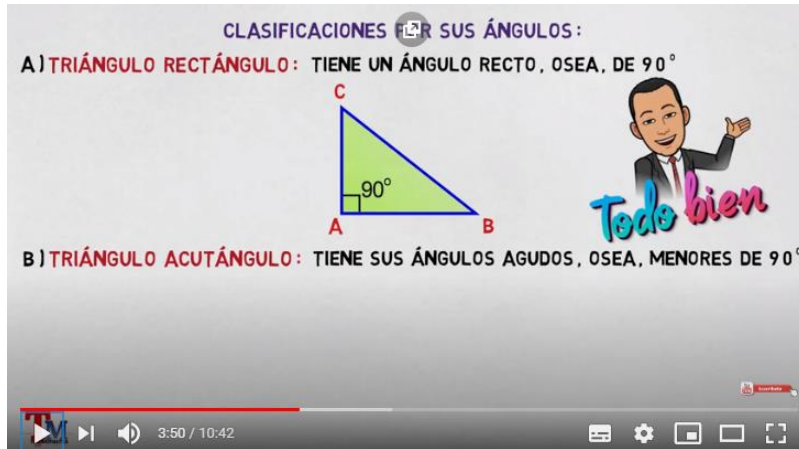 CLASIFICACIONES P R SUS ÁNGULOS:
A) TRIÁNGULO RECTÁNGULO: TIENE UN ÁNGULO RECTO, OSEA, DE 90°
C
90°
A
B
Todo bien
B) TRIÁNGULO ACUTÁNGULO: TIENE SUS ÁNGULOS AGUDOS, OSEA, MENORES DE 90°
TM
3:50 / 10:42